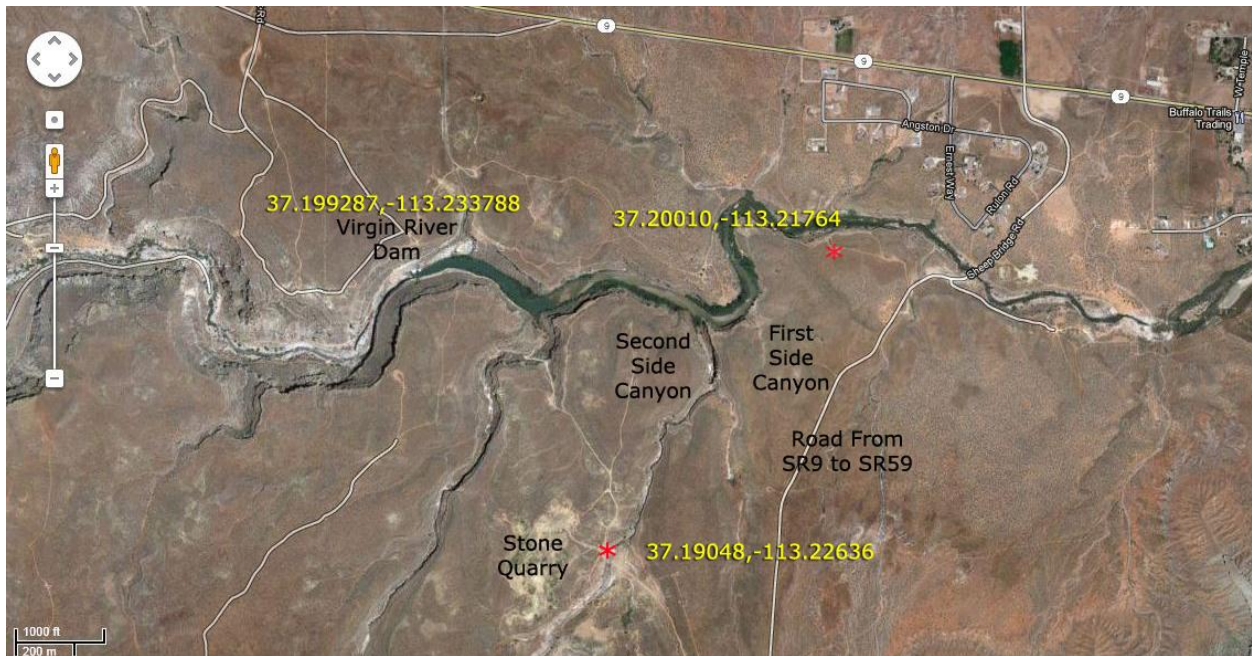 -Rd
9
9
9
W Temple
Buffalo Trails
Trading
Angston Dr
Ernest Way
Rulon Rd
Sheep Bridge Rd
37.199287,-113.233788
Virgin River
Dam
37.20010,-113.21764
Second
Side
Canyon
First
Side
Canyon
Road From
SR9 to SR59
Stone
Quarry
37.19048,-113.22636
1000 ft
200 m